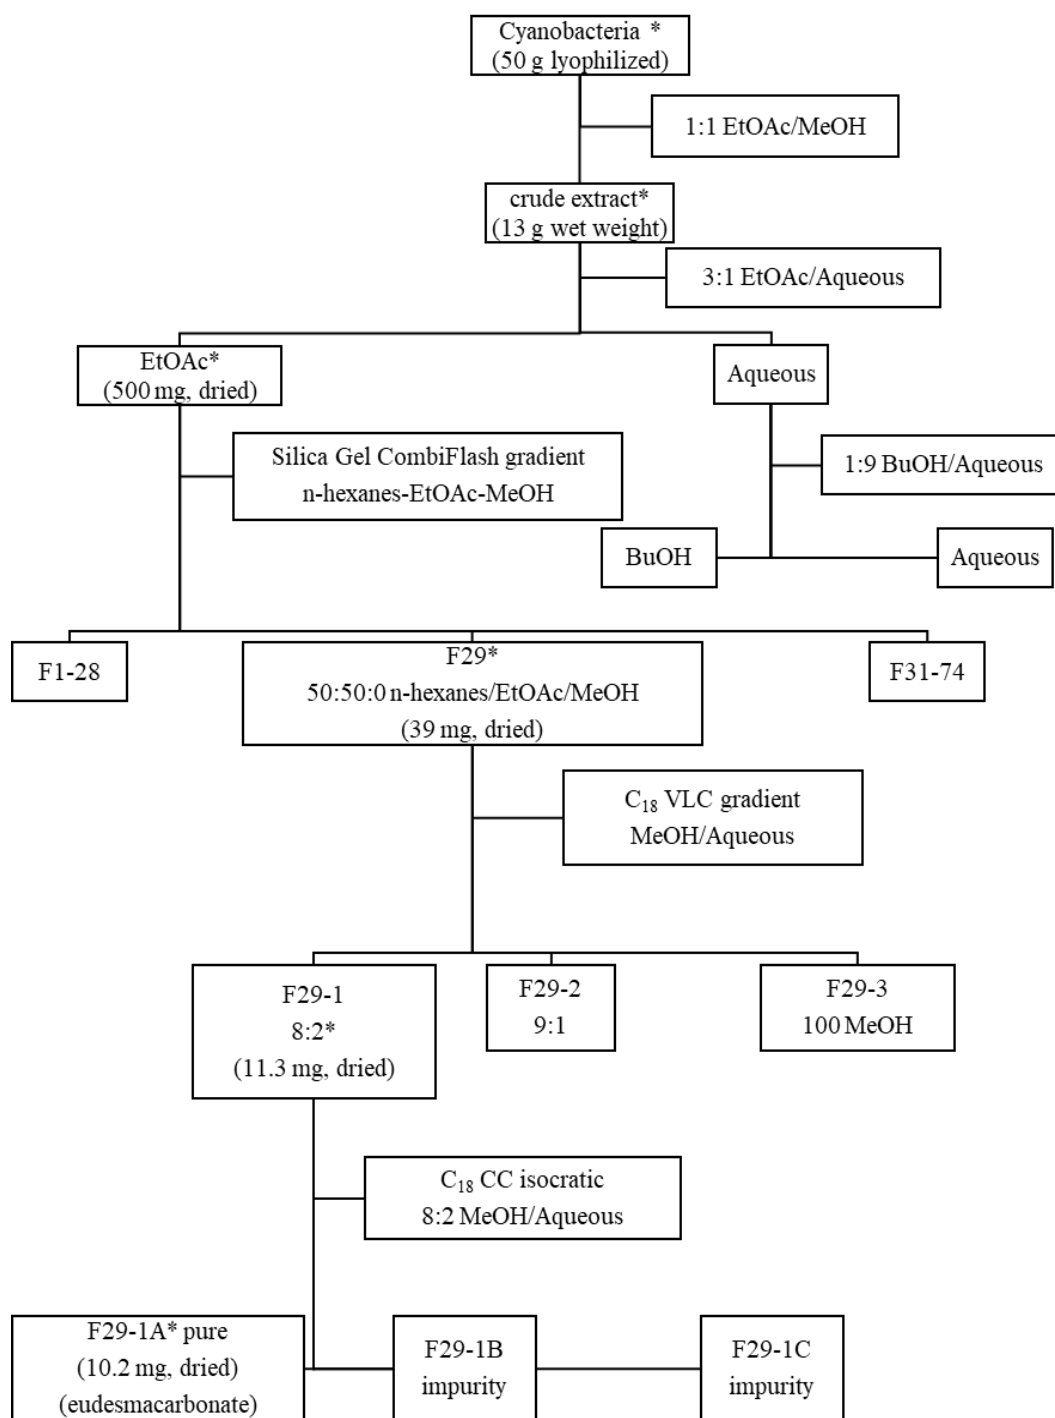 Cyanobacteria *
(50 g lyophilized)
1:1 EtOAc/MeOH
crude extract*
(13 g wet weight)
3:1 EtOAc/Aqueous
EtOAc*
(500 mg, dried)
Aqueous
Silica Gel CombiFlash gradient
n-hexanes-EtOAc-MeOH
1:9 BuOH/Aqueous
BuOH
Aqueous
F1-28
F29*
50:50:0 n-hexanes/EtOAc/MeOH
(39 mg, dried)
F31-74
C₁₈ VLC gradient
MeOH/Aqueous
F29-1
8:2*
(11.3 mg, dried)
F29-2
9:1
F29-3
100 MeOH
C₁₈ CC isocratic
8:2 MeOH/Aqueous
F29-1A* pure
(10.2 mg, dried)
(eudesmacarbonate)
F29-1B
impurity
F29-1C
impurity